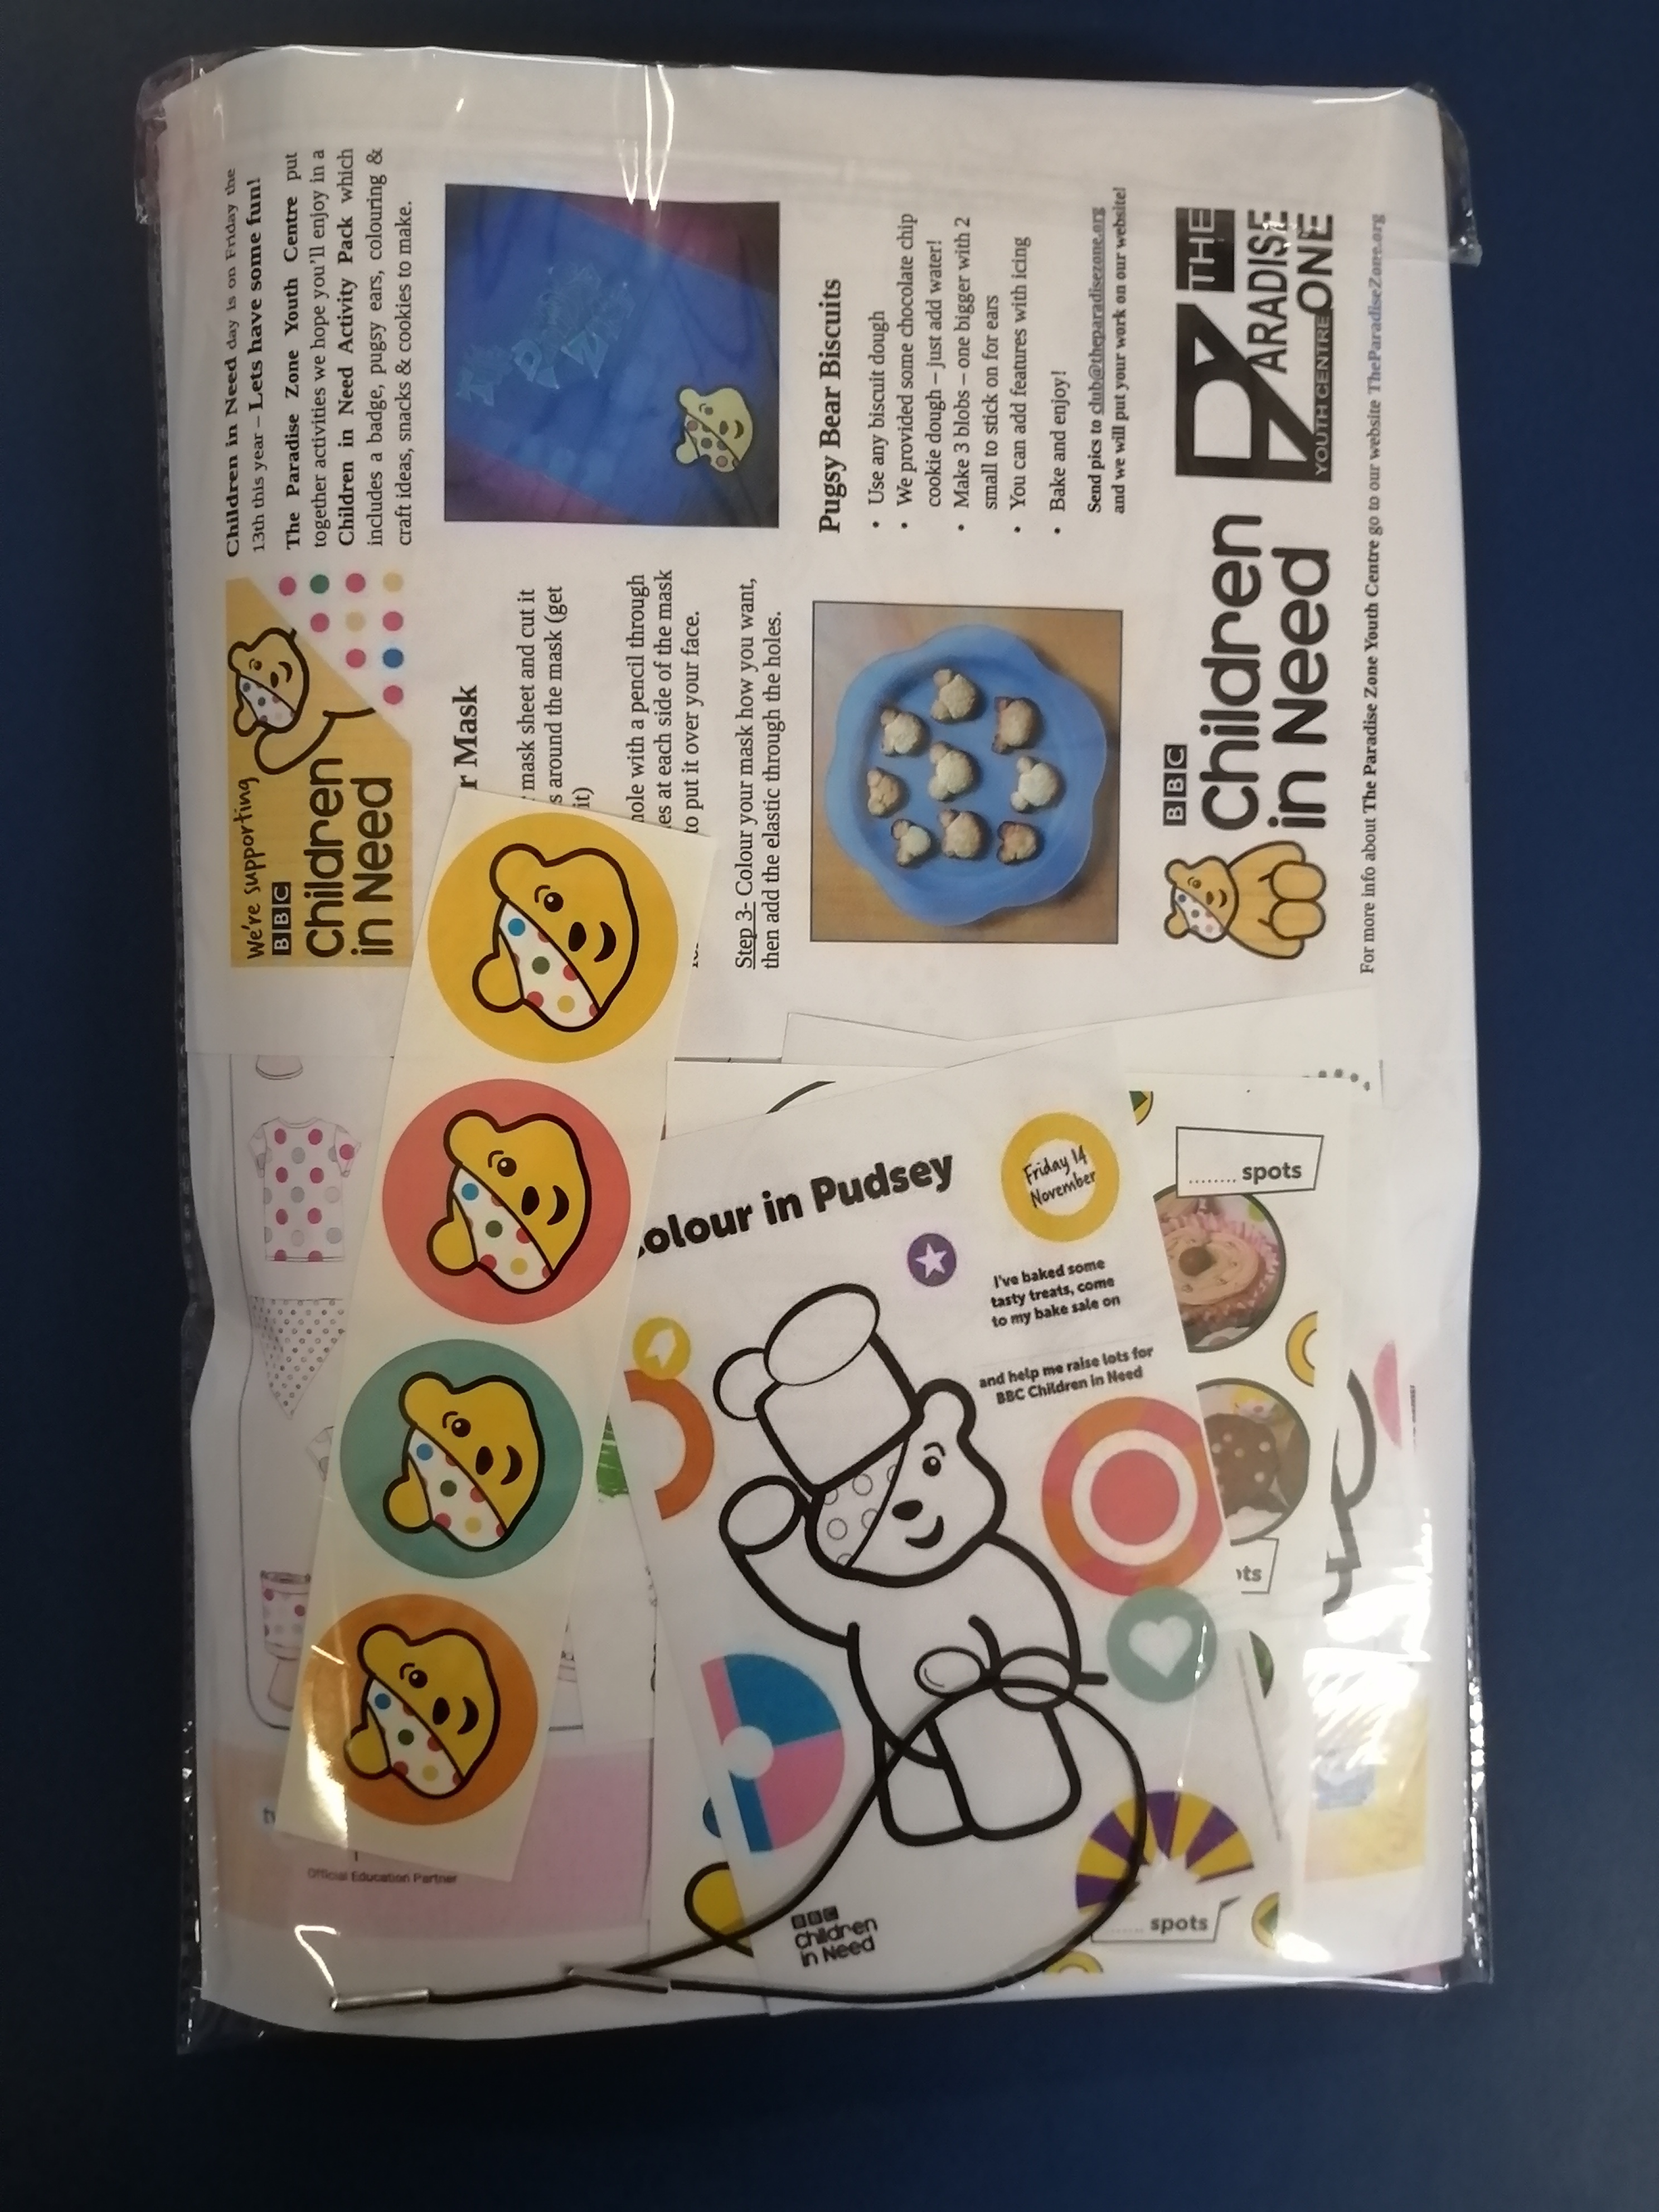 We're supporting
BBC
Children
in Need
Children in Need day is on Friday the
13th this year – Lets have some fun!
The Paradise Zone Youth Centre put
together activities we hope you'll enjoy in a
Children in Need Activity Pack which
includes a badge, pugsy ears, colouring &
craft ideas, snacks & cookies to make.
r Mask
mask sheet and cut it
s around the mask (get
it)
hole with a pencil through
es at each side of the mask
to put it over your face.
Step 3- Colour your mask how you want,
then add the elastic through the holes.
Pugsy Bear Biscuits
• Use any biscuit dough
• We provided some chocolate chip
cookie dough – just add water!
• Make 3 blobs – one bigger with 2
small to stick on for ears
• You can add features with icing
• Bake and enjoy!
Send pics to club@theparadisezone.org
and we will put your work on our website!
BBC
Children
in Need
THE
PARADISE
ZONE
YOUTH CENTRE
For more info about The Paradise Zone Youth Centre go to our website TheParadiseZone.org
olour in Pudsey
Friday 14
November
I've baked some
tasty treats, come
to my bake sale on
and help me raise lots for
BBC Children in Need
BBC
Children
in Need
........ spots
ots
...... spots
Official Education Partner